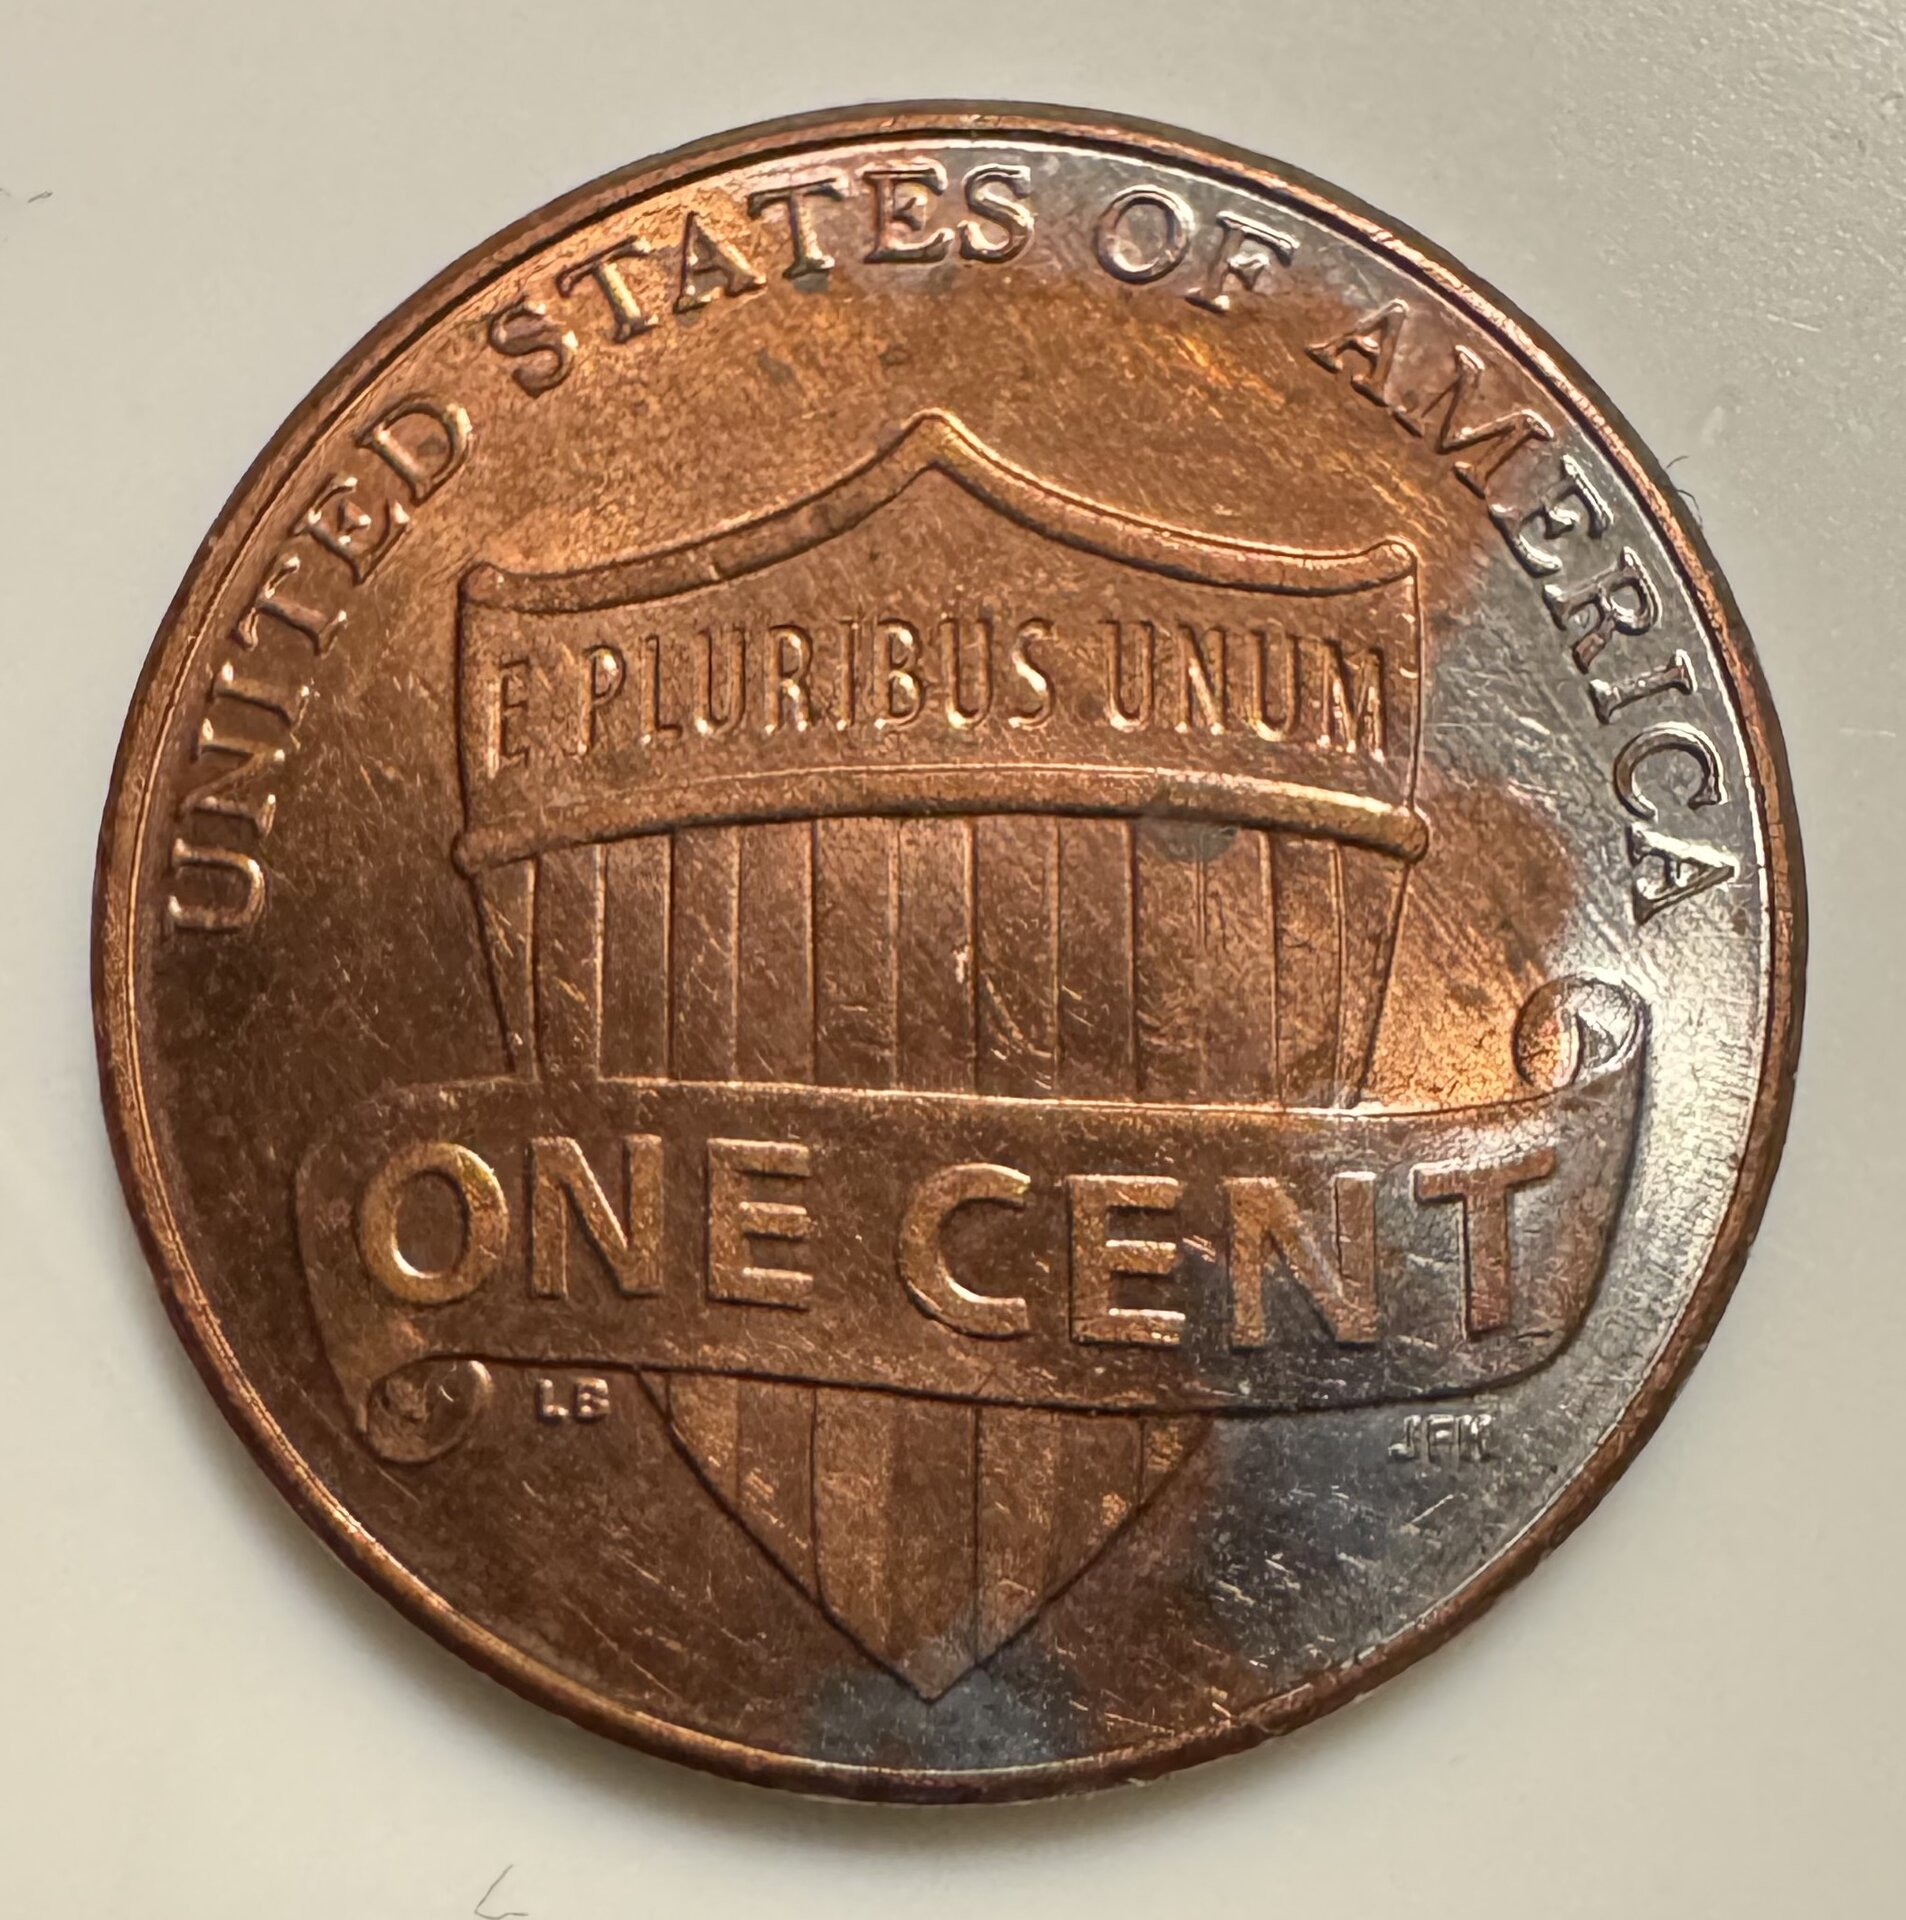 UNITED STATES OF AMERICA
E PLURIBUS UNUM
ONE CENT
LB
JFM